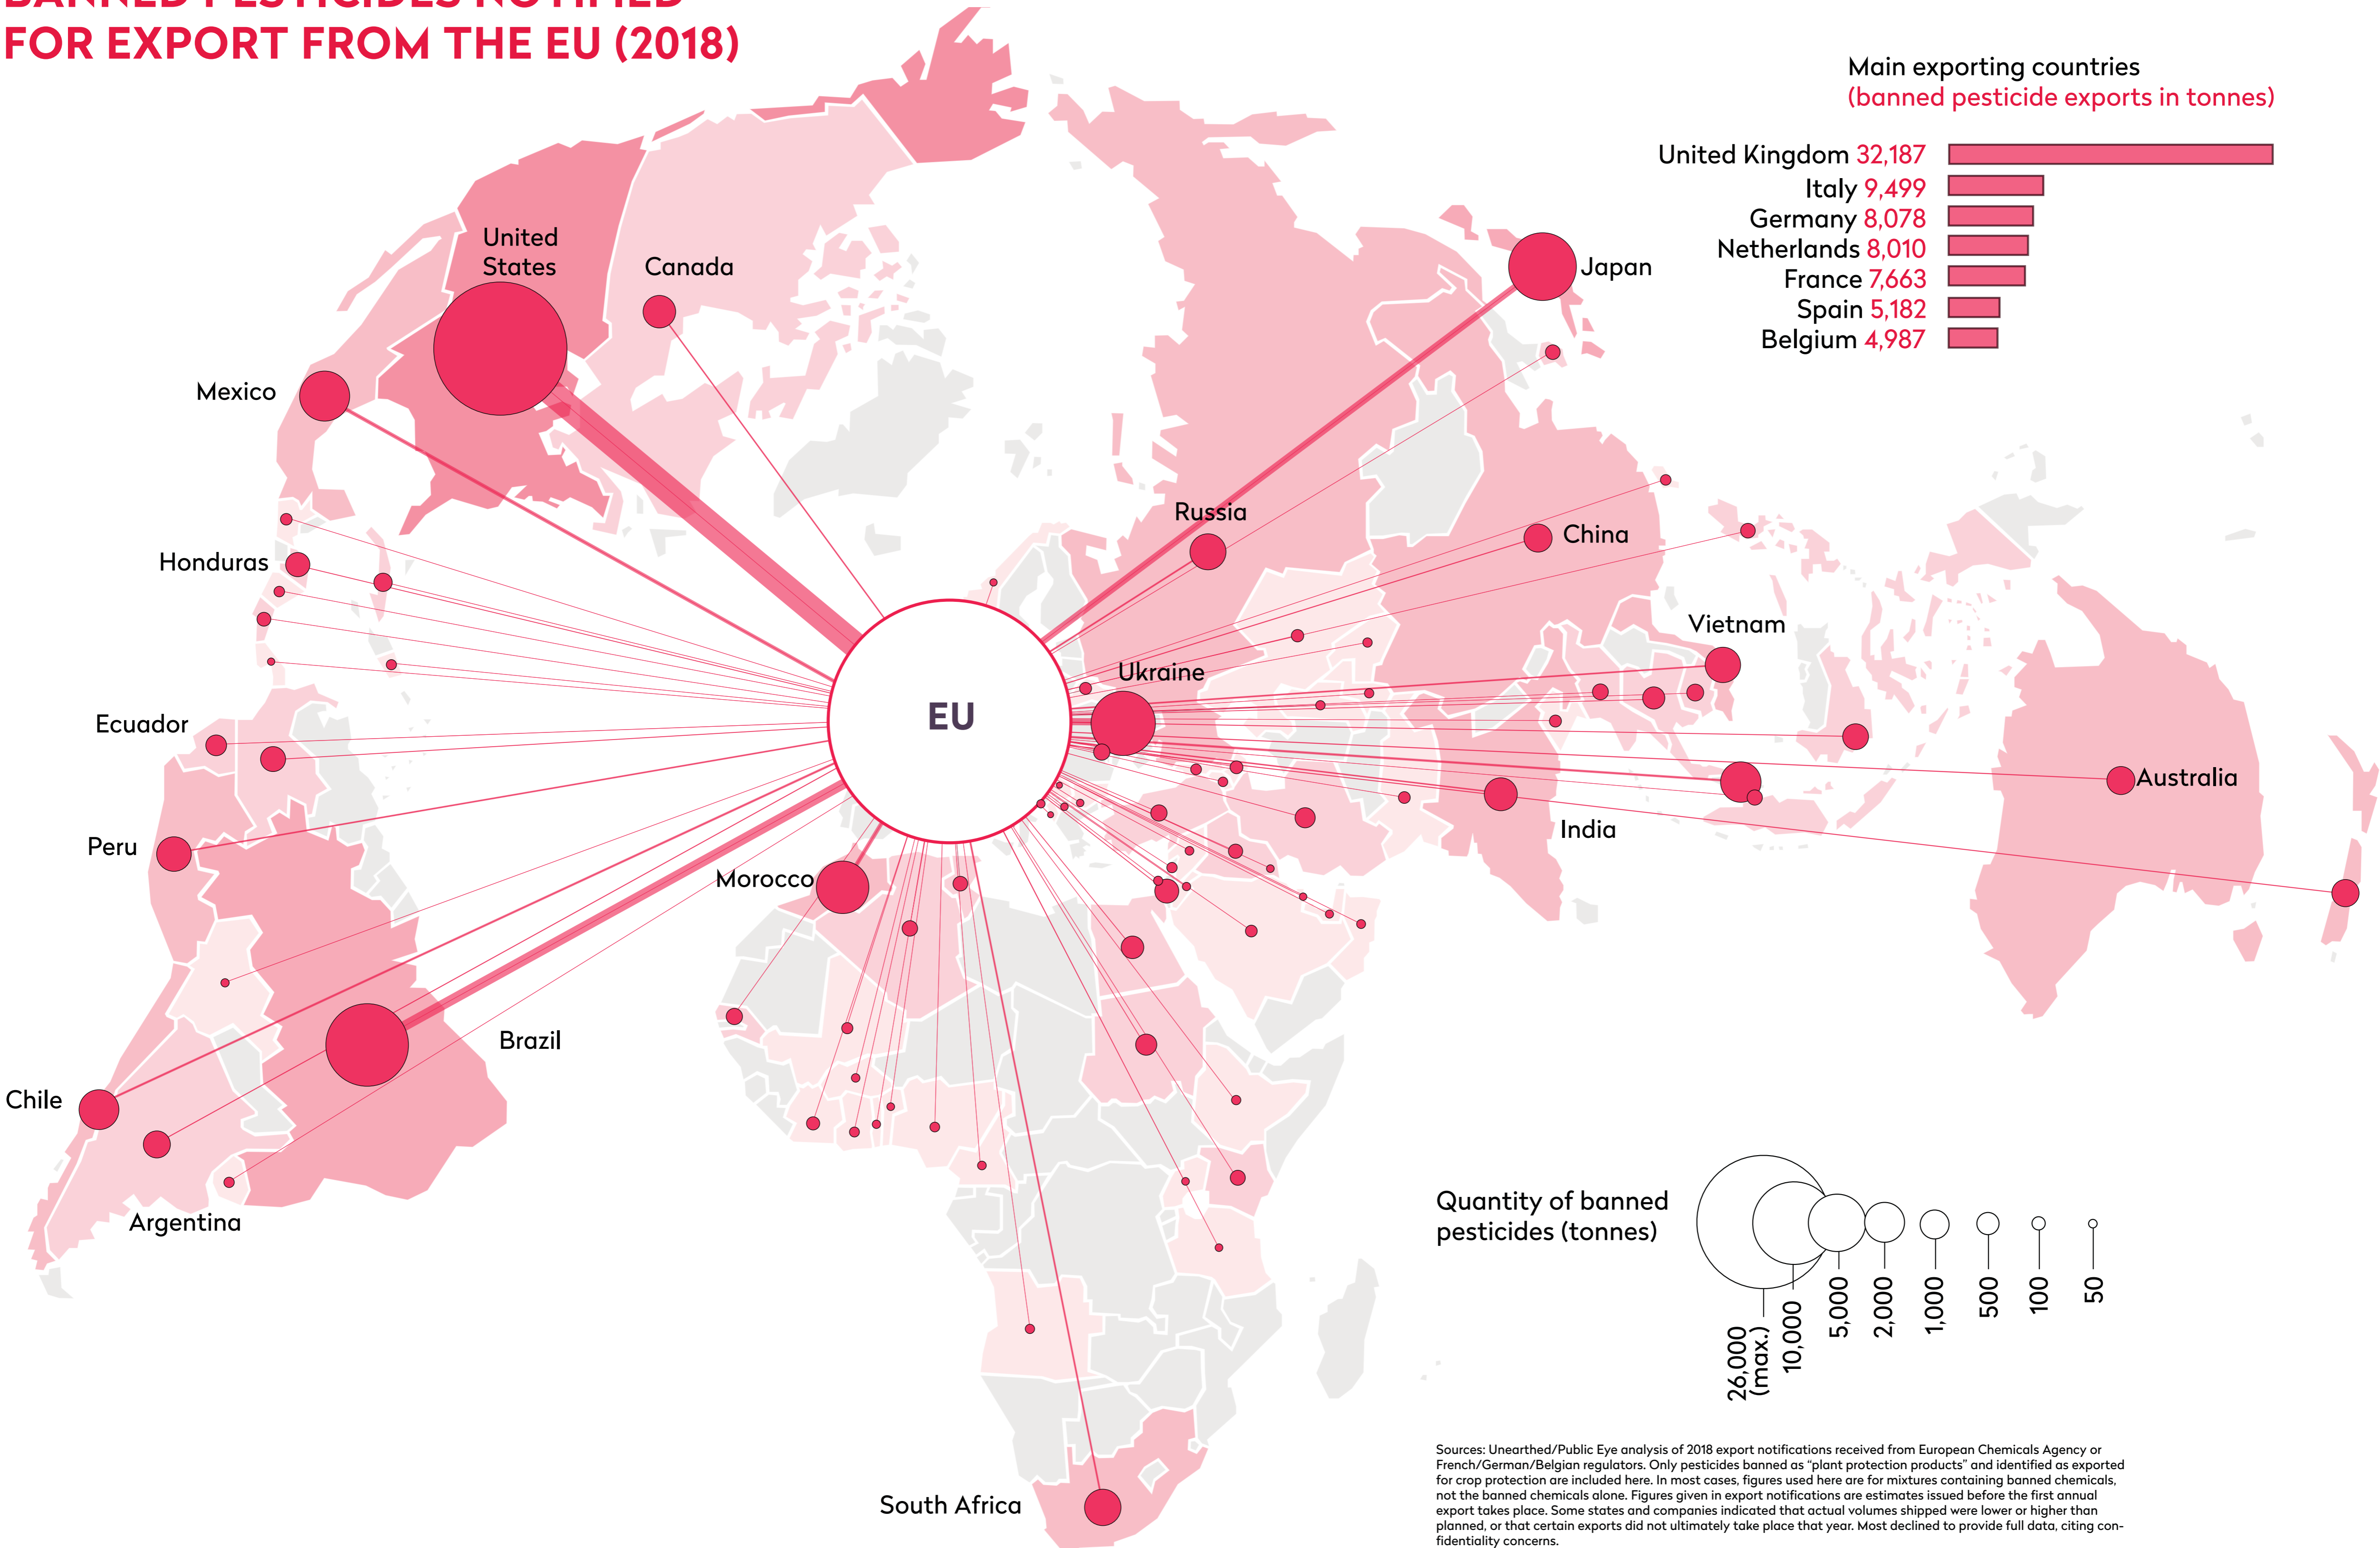 BANNED PESTICIDES NOTIFIED
FOR EXPORT FROM THE EU (2018)
Main exporting countries
(banned pesticide exports in tonnes)
United Kingdom 32,187
Italy 9,499
Germany 8,078
Netherlands 8,010
France 7,663
Spain 5,182
Belgium 4,987
United
States
Canada
Japan
Mexico
Russia
China
Honduras
Vietnam
Ukraine
EU
Ecuador
Australia
India
Peru
Morocco
Brazil
Chile
Argentina
South Africa
Quantity of banned
pesticides (tonnes)
26,000
(max.)
10,000
5,000
2,000
1,000
500
100
50
Sources: Unearthed/Public Eye analysis of 2018 export notifications received from European Chemicals Agency or
French/German/Belgian regulators. Only pesticides banned as “plant protection products” and identified as exported
for crop protection are included here. In most cases, figures used here are for mixtures containing banned chemicals,
not the banned chemicals alone. Figures given in export notifications are estimates issued before the first annual
export takes place. Some states and companies indicated that actual volumes shipped were lower or higher than
planned, or that certain exports did not ultimately take place that year. Most declined to provide full data, citing con-
fidentiality concerns.